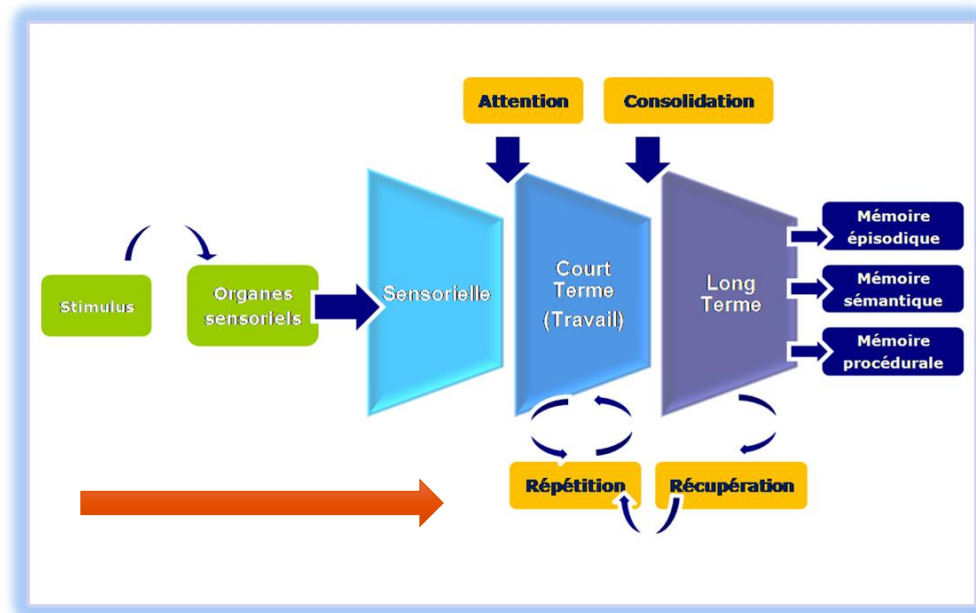 Attention
Consolidation
Stimulus
Organes
sensoriels
Sensorielle
Court
Terme
(Travail)
Long
Terme
Mémoire
épisodique
Mémoire
sémantique
Mémoire
procédurale
Répétition
Récupération